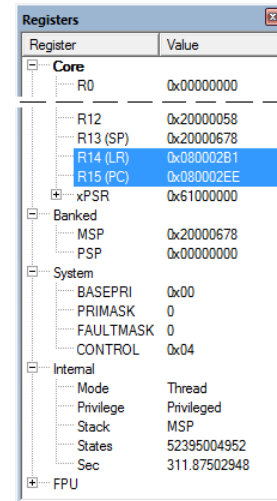 Registers
Register Value
Core
R0 0x00000000
R12 0x20000058
R13 (SP) 0x20000678
R14 (LR) 0x080002B1
R15 (PC) 0x080002EE
xPSR 0x61000000
Banked
MSP 0x20000678
PSP 0x00000000
System
BASEPRI 0x00
PRIMASK 0
FAULTMASK 0
CONTROL 0x04
Internal
Mode Thread
Privilege Privileged
Stack MSP
States 52395004952
Sec 311.87502948
FPU